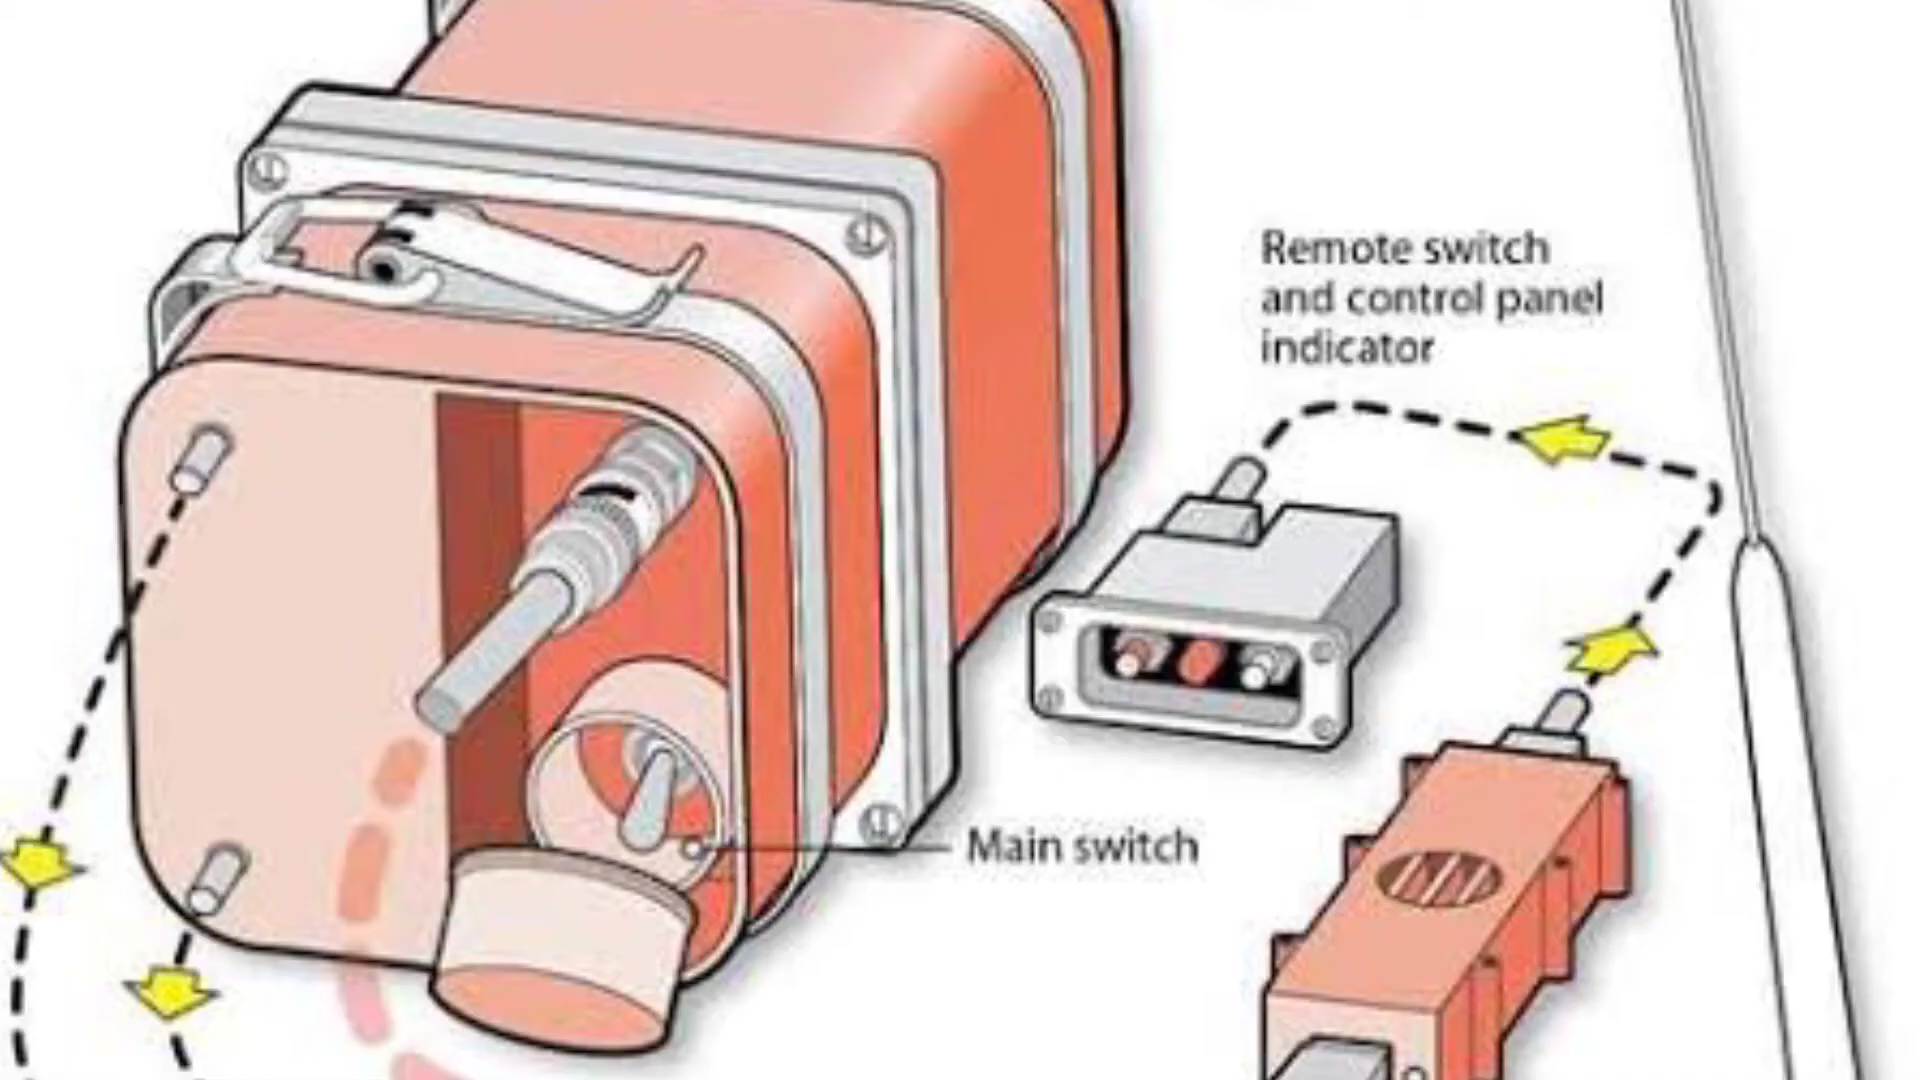 Remote switch
and control panel
indicator
Main switch